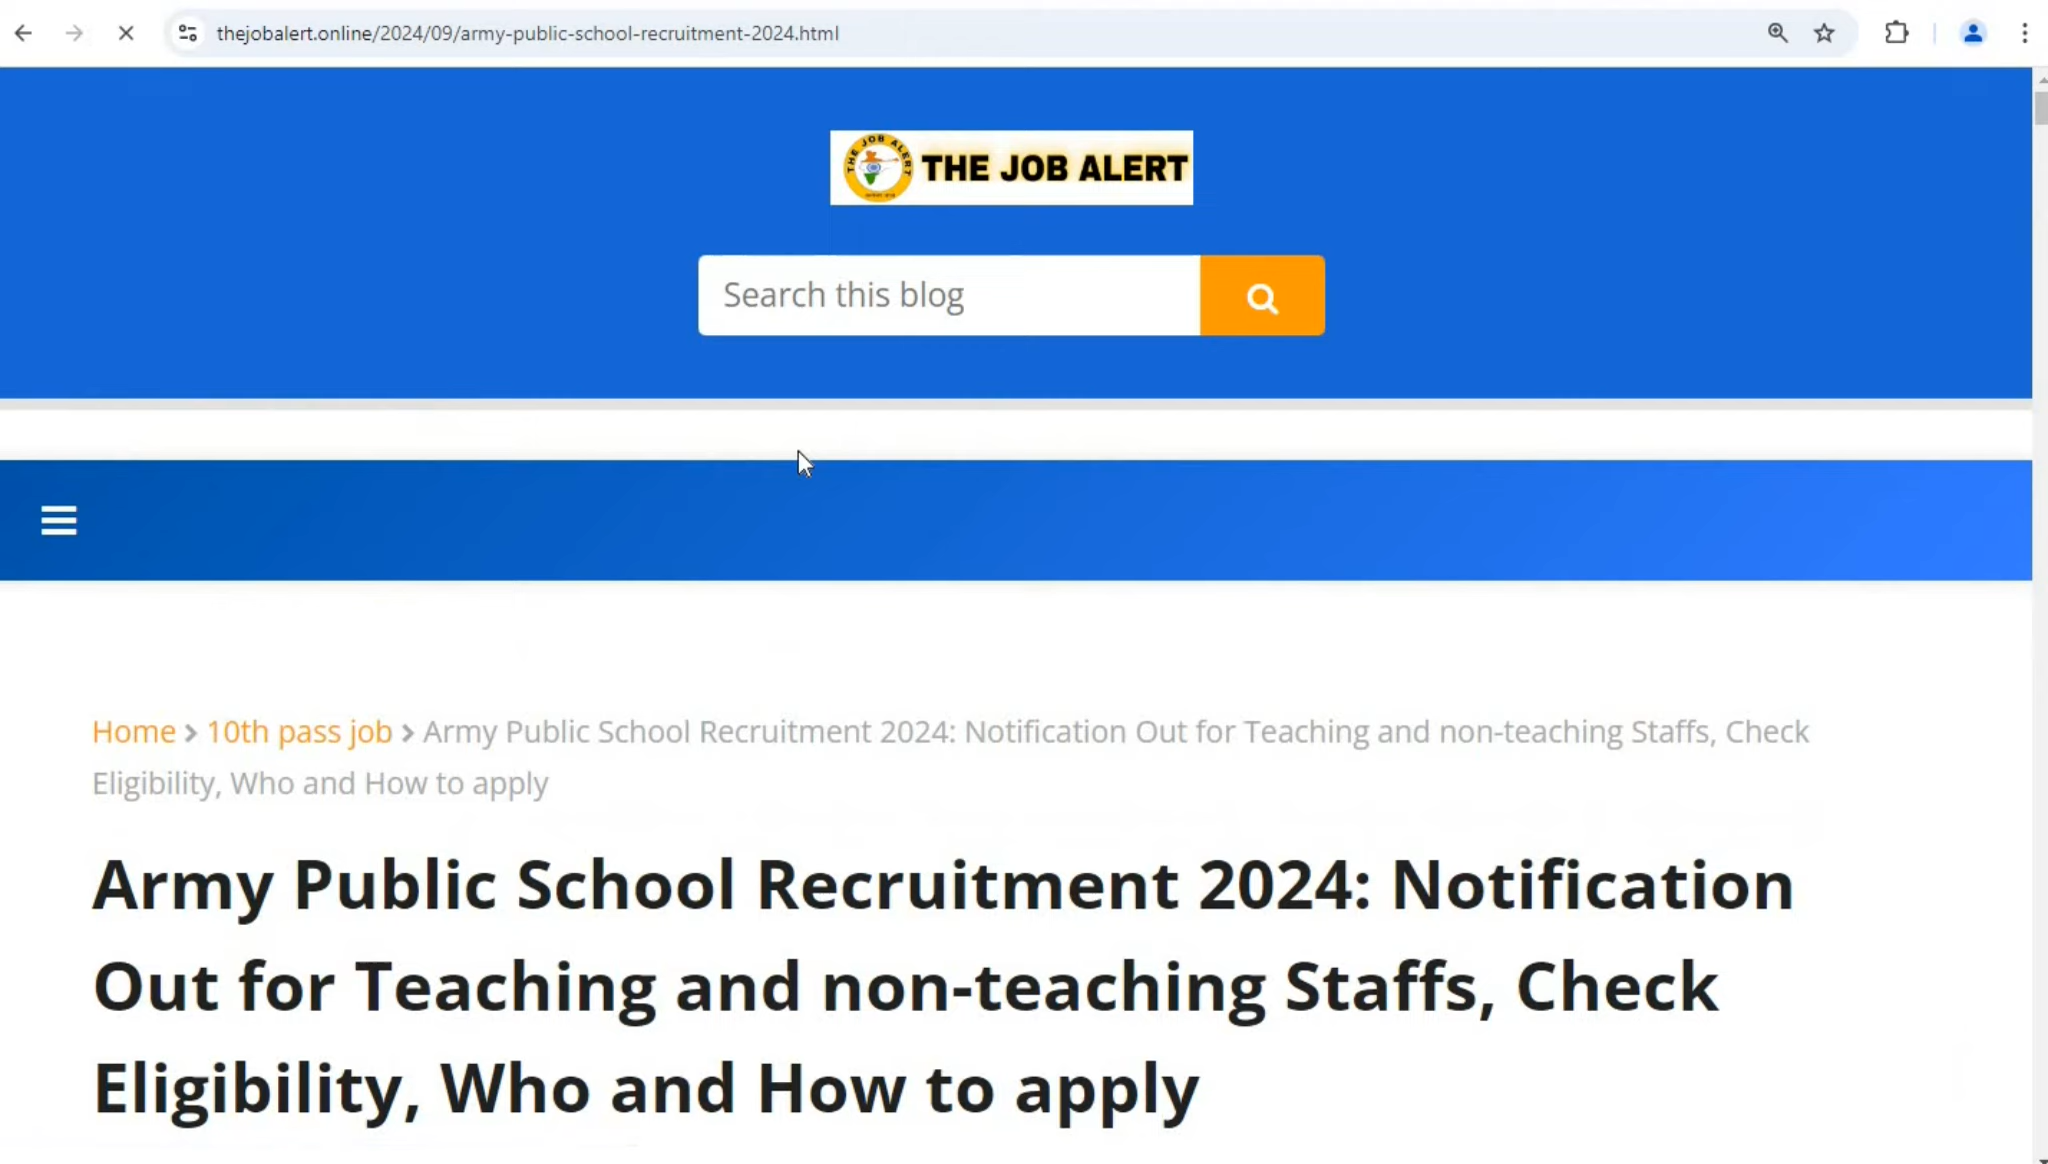 thejobalert.online/2024/09/army-public-school-recruitment-2024.html
THE JOB ALERT
THE JOB ALERT
Search this blog
Home > 10th pass job > Army Public School Recruitment 2024: Notification Out for Teaching and non-teaching Staffs, Check
Eligibility, Who and How to apply
Army Public School Recruitment 2024: Notification
Out for Teaching and non-teaching Staffs, Check
Eligibility, Who and How to apply